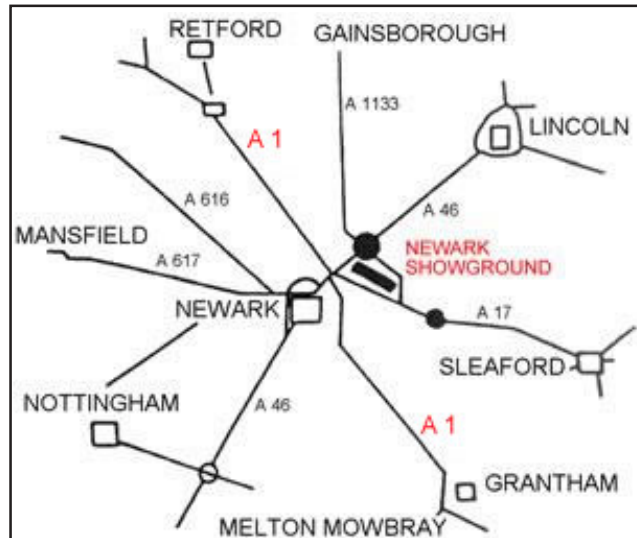 RETFORD
GAINSBOROUGH
A 1133
A 1
LINCOLN
A 616
A 46
MANSFIELD
A 617
NEWARK
SHOWGROUND
NEWARK
A 17
SLEAFORD
NOTTINGHAM
A 46
A 1
GRANTHAM
MELTON MOWBRAY